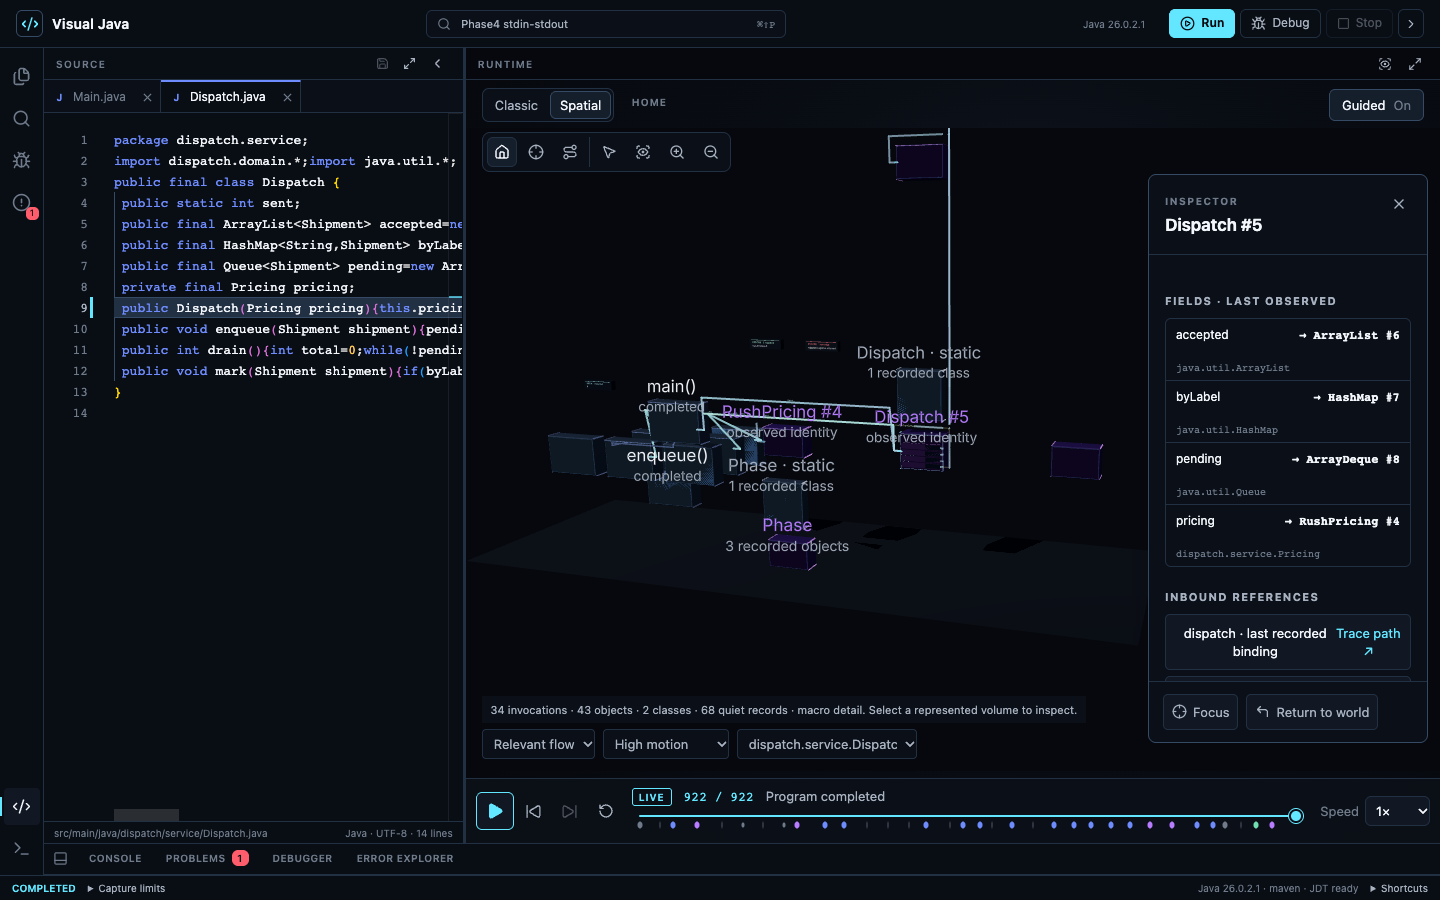 Visual Java
Phase4 stdin-stdout
⌘⇧P
Java 26.0.2.1
Run
Debug
Stop
SOURCE
RUNTIME
J Main.java
J Dispatch.java
Classic
Spatial
HOME
Guided On
1 package dispatch.service;
2 import dispatch.domain.*;import java.util.*;
3 public final class Dispatch {
4 public static int sent;
5 public final ArrayList<Shipment> accepted=ne
6 public final HashMap<String,Shipment> byLabe
7 public final Queue<Shipment> pending=new Arr
8 private final Pricing pricing;
9 public Dispatch(Pricing pricing){this.pricin
10 public void enqueue(Shipment shipment){pendi
11 public int drain(){int total=0;while(!pendin
12 public void mark(Shipment shipment){if(byLab
13 }
14
Dispatch · static
1 recorded class
main()
completed
RushPricing #4
observed identity
Dispatch #5
observed identity
enqueue()
completed
Phase · static
1 recorded class
Phase
3 recorded objects
INSPECTOR
Dispatch #5
FIELDS · LAST OBSERVED
accepted → ArrayList #6
java.util.ArrayList
byLabel → HashMap #7
java.util.HashMap
pending → ArrayDeque #8
java.util.Queue
pricing → RushPricing #4
dispatch.service.Pricing
INBOUND REFERENCES
dispatch · last recorded binding
Trace path ↗
Focus
Return to world
34 invocations · 43 objects · 2 classes · 68 quiet records · macro detail. Select a represented volume to inspect.
Relevant flow
High motion
dispatch.service.Dispatc
LIVE 922 / 922 Program completed
Speed 1×
src/main/java/dispatch/service/Dispatch.java
Java · UTF-8 · 14 lines
CONSOLE
PROBLEMS 1
DEBUGGER
ERROR EXPLORER
1
COMPLETED
Capture limits
Java 26.0.2.1 · maven · JDT ready
Shortcuts